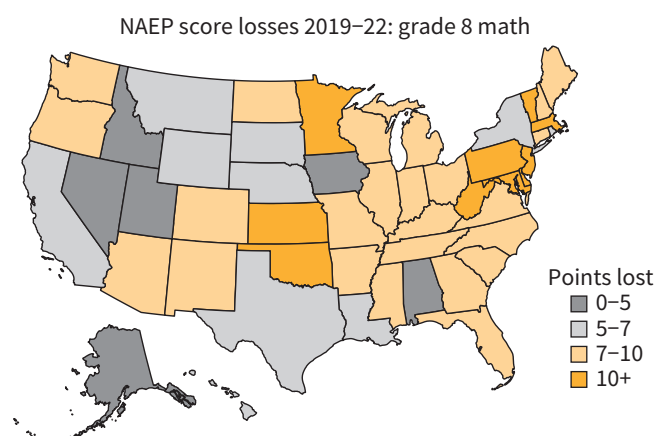 NAEP score losses 2019–22: grade 8 math
Points lost
0–5
5–7
7–10
10+